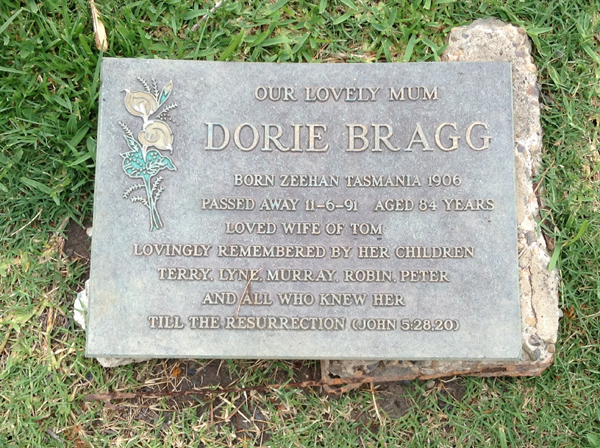 OUR LOVELY MUM
DORIE BRAGG
BORN ZEEHAN TASMANIA 1906
PASSED AWAY 11-6-91 AGED 84 YEARS
LOVED WIFE OF TOM
LOVINGLY REMEMBERED BY HER CHILDREN
TERRY, LYNE, MURRAY, ROBIN, PETER
AND ALL WHO KNEW HER
TILL THE RESURRECTION (JOHN 5:28.20)